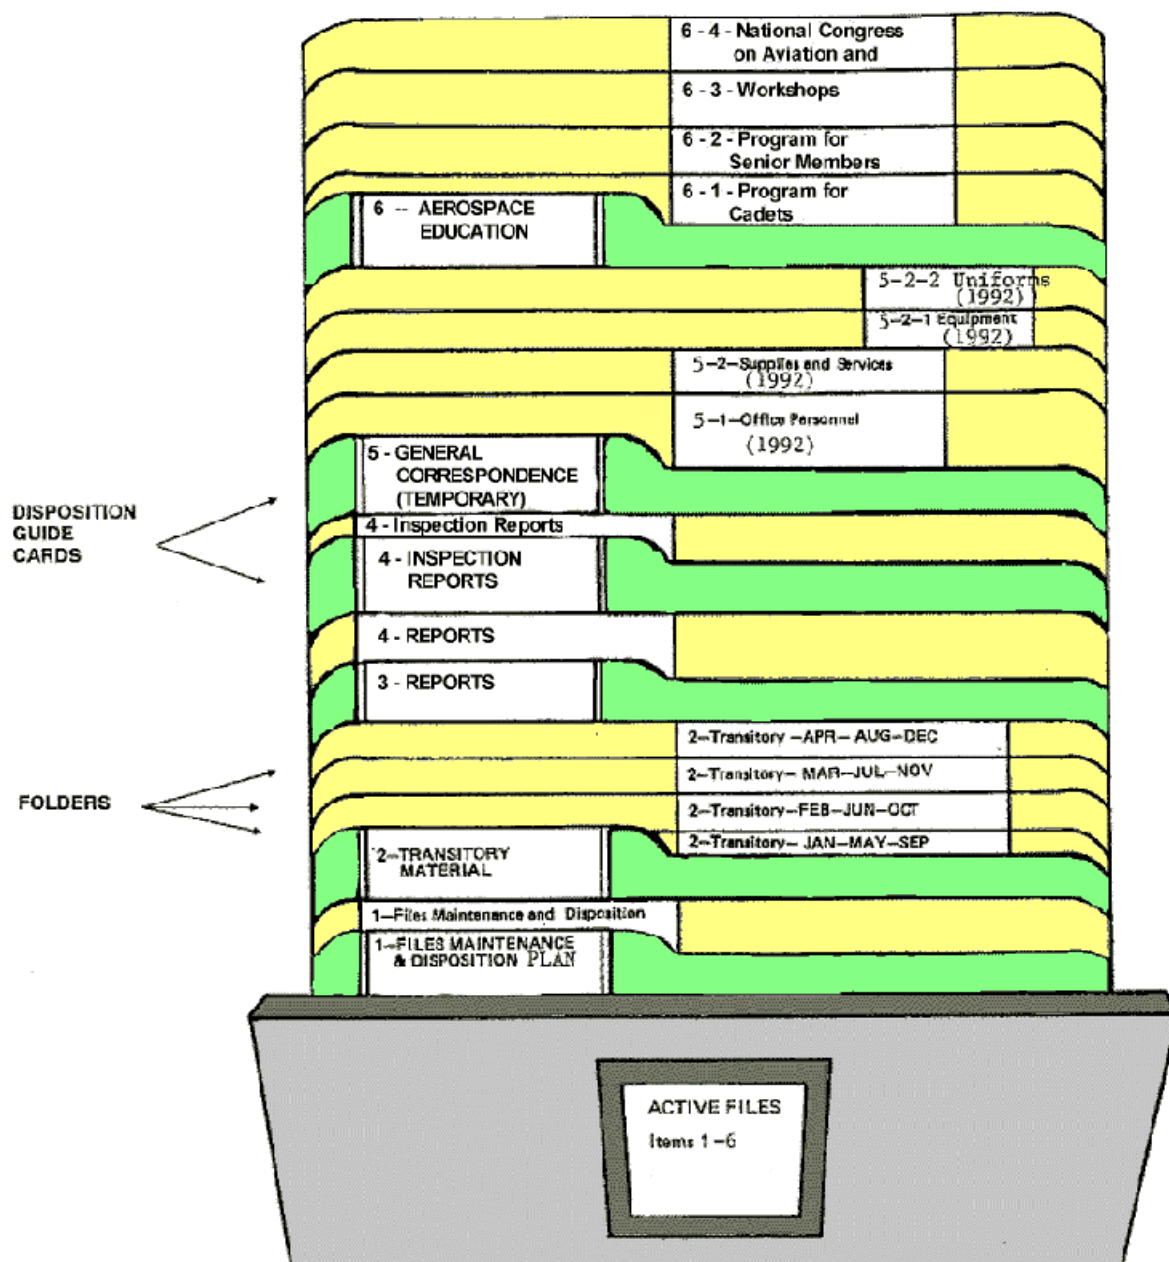 6 - 4 - National Congress
on Aviation and
6 - 3 - Workshops
6 - 2 - Program for
Senior Members
6 - 1 - Program for
Cadets
6 -- AEROSPACE
EDUCATION
5-2-2 Uniforms
(1992)
5-2-1 Equipment
(1992)
5-2-Supplies and Services
(1992)
5-1-Office Personnel
(1992)
5 - GENERAL
CORRESPONDENCE
(TEMPORARY)
DISPOSITION
GUIDE
CARDS
4 - Inspection Reports
4 - INSPECTION
REPORTS
4 - REPORTS
3 - REPORTS
2-Transitory -APR- AUG-DEC
2-Transitory- MAR-JUL-NOV
2-Transitory-FEB-JUN-OCT
2-Transitory- JAN-MAY-SEP
FOLDERS
2-TRANSITORY
MATERIAL
1-Files Maintenance and Disposition
1-FILES MAINTENANCE
& DISPOSITION PLAN
ACTIVE FILES
Items 1-6